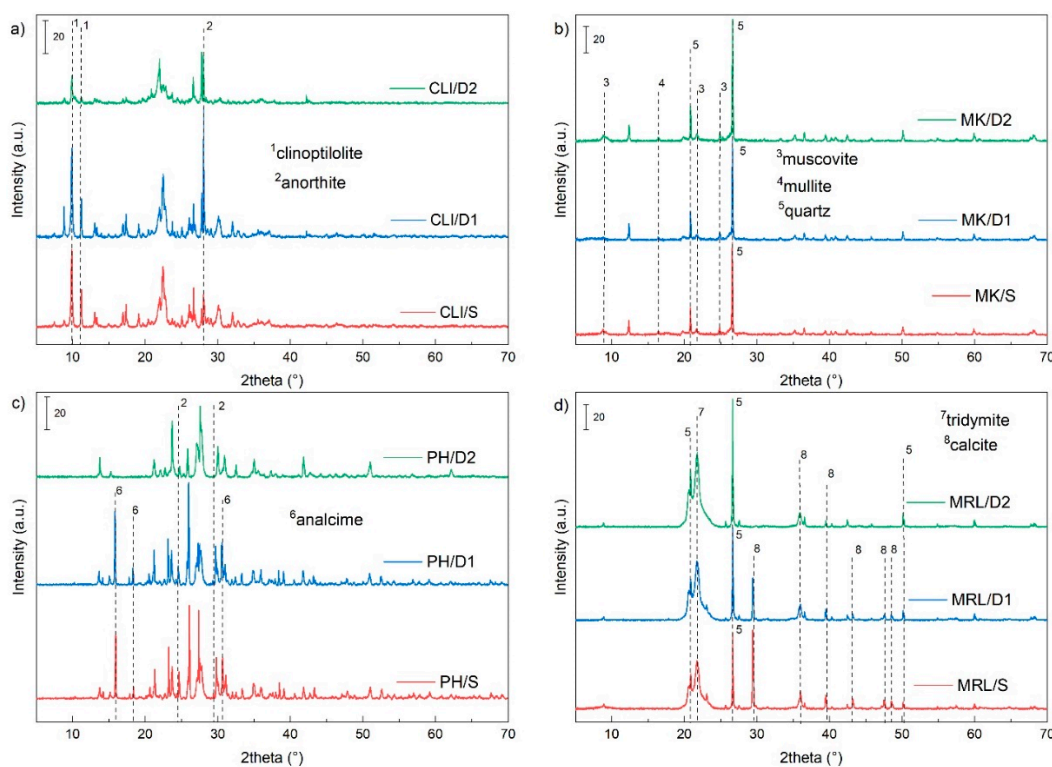 a)
20
1
1
2
CLI/D2
1clinoptilolite
2anorthite
CLI/D1
CLI/S
Intensity (a.u.)
10 20 30 40 50 60 70
2theta (°)
b)
20
3
4
5
3
3
5
MK/D2
3muscovite
4mullite
5quartz
5
MK/D1
5
MK/S
Intensity (a.u.)
10 20 30 40 50 60 70
2theta (°)
c)
20
2
2
PH/D2
6
6
6
6analcime
PH/D1
PH/S
Intensity (a.u.)
10 20 30 40 50 60 70
2theta (°)
d)
20
5
7
5
8
8
5
7tridymite
8calcite
MRL/D2
5
8
8
8
8
MRL/D1
5
MRL/S
Intensity (a.u.)
10 20 30 40 50 60 70
2theta (°)